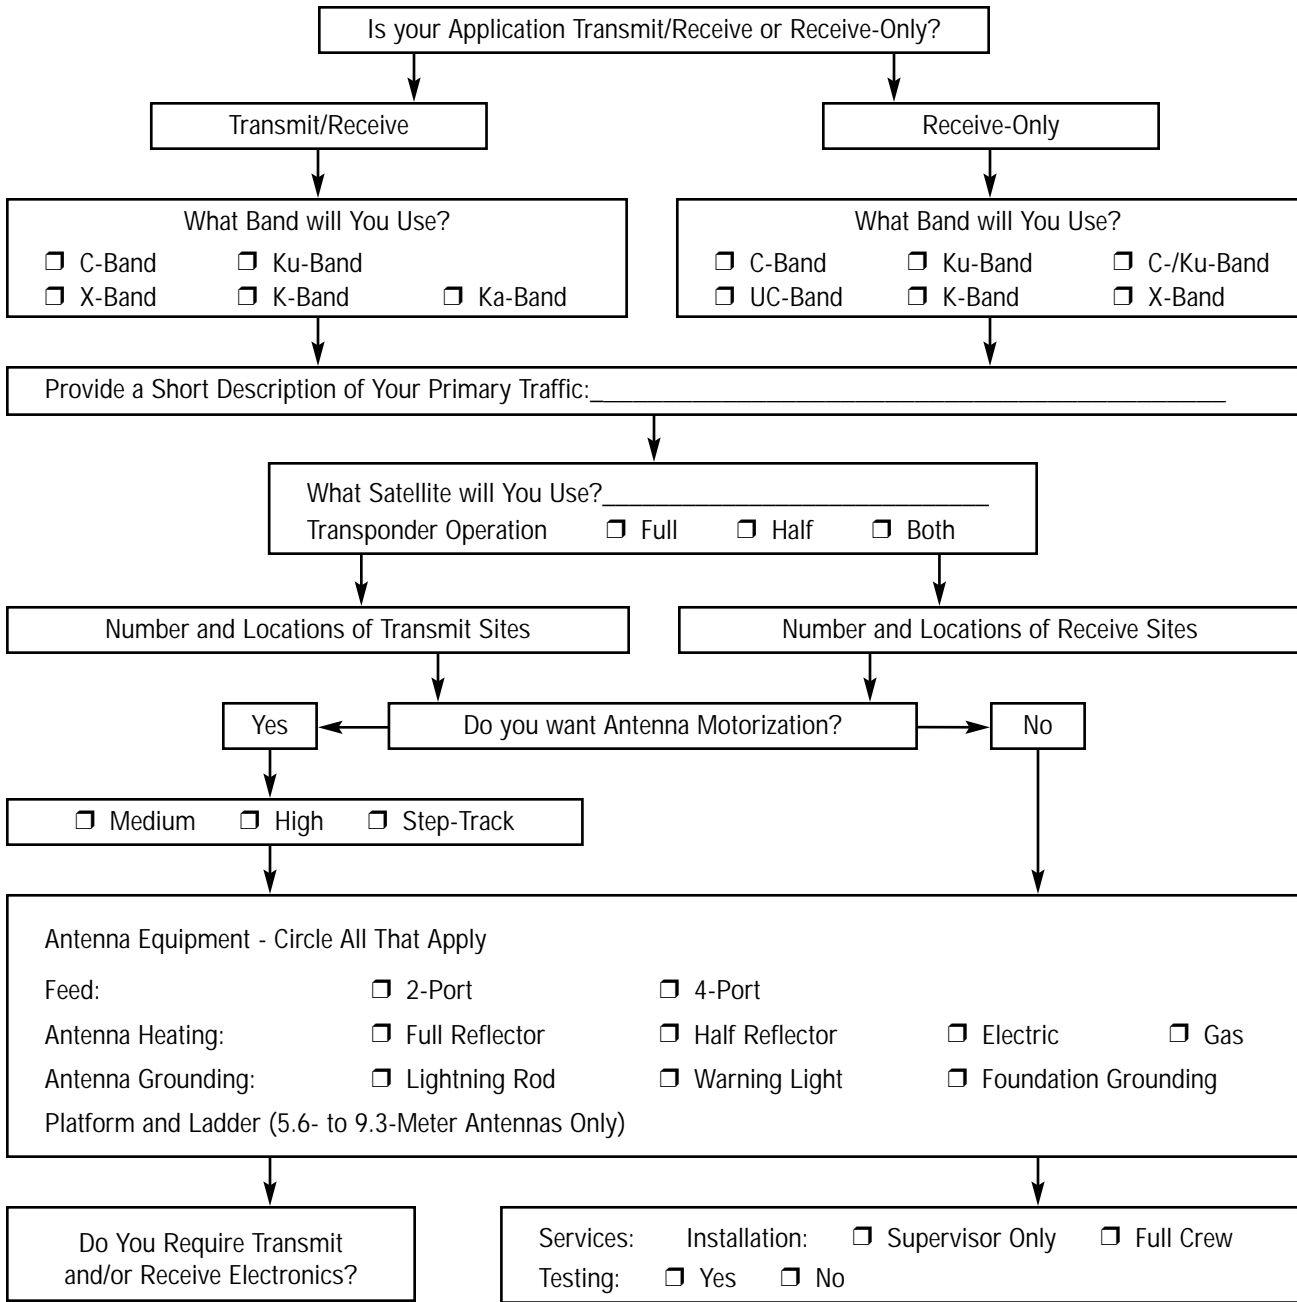 Is your Application Transmit/Receive or Receive-Only?
Transmit/Receive
Receive-Only
What Band will You Use?
❒ C-Band ❒ Ku-Band
❒ X-Band ❒ K-Band ❒ Ka-Band
What Band will You Use?
❒ C-Band ❒ Ku-Band ❒ C-/Ku-Band
❒ UC-Band ❒ K-Band ❒ X-Band
Provide a Short Description of Your Primary Traffic:____________________________________________
What Satellite will You Use?____________________________
Transponder Operation ❒ Full ❒ Half ❒ Both
Number and Locations of Transmit Sites
Number and Locations of Receive Sites
Yes
Do you want Antenna Motorization?
No
❒ Medium ❒ High ❒ Step-Track
Antenna Equipment - Circle All That Apply
Feed: ❒ 2-Port ❒ 4-Port
Antenna Heating: ❒ Full Reflector ❒ Half Reflector ❒ Electric ❒ Gas
Antenna Grounding: ❒ Lightning Rod ❒ Warning Light ❒ Foundation Grounding
Platform and Ladder (5.6- to 9.3-Meter Antennas Only)
Do You Require Transmit
and/or Receive Electronics?
Services: Installation: ❒ Supervisor Only ❒ Full Crew
Testing: ❒ Yes ❒ No